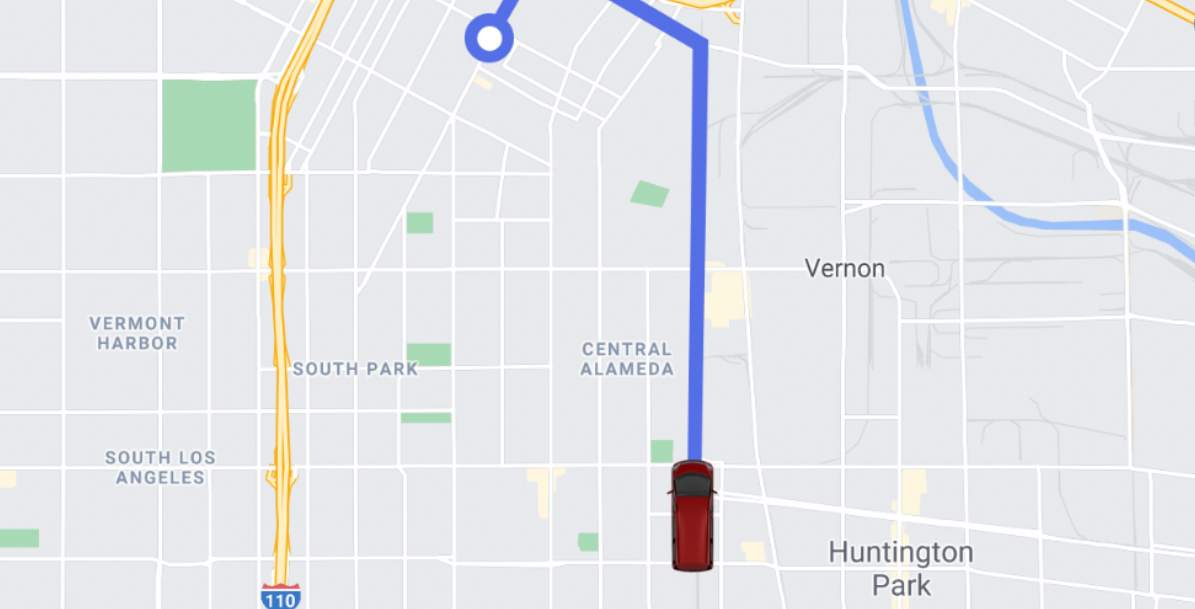 Vernon
VERMONT
HARBOR
CENTRAL
ALAMEDA
SOUTH PARK
SOUTH LOS
ANGELES
Huntington
Park
110